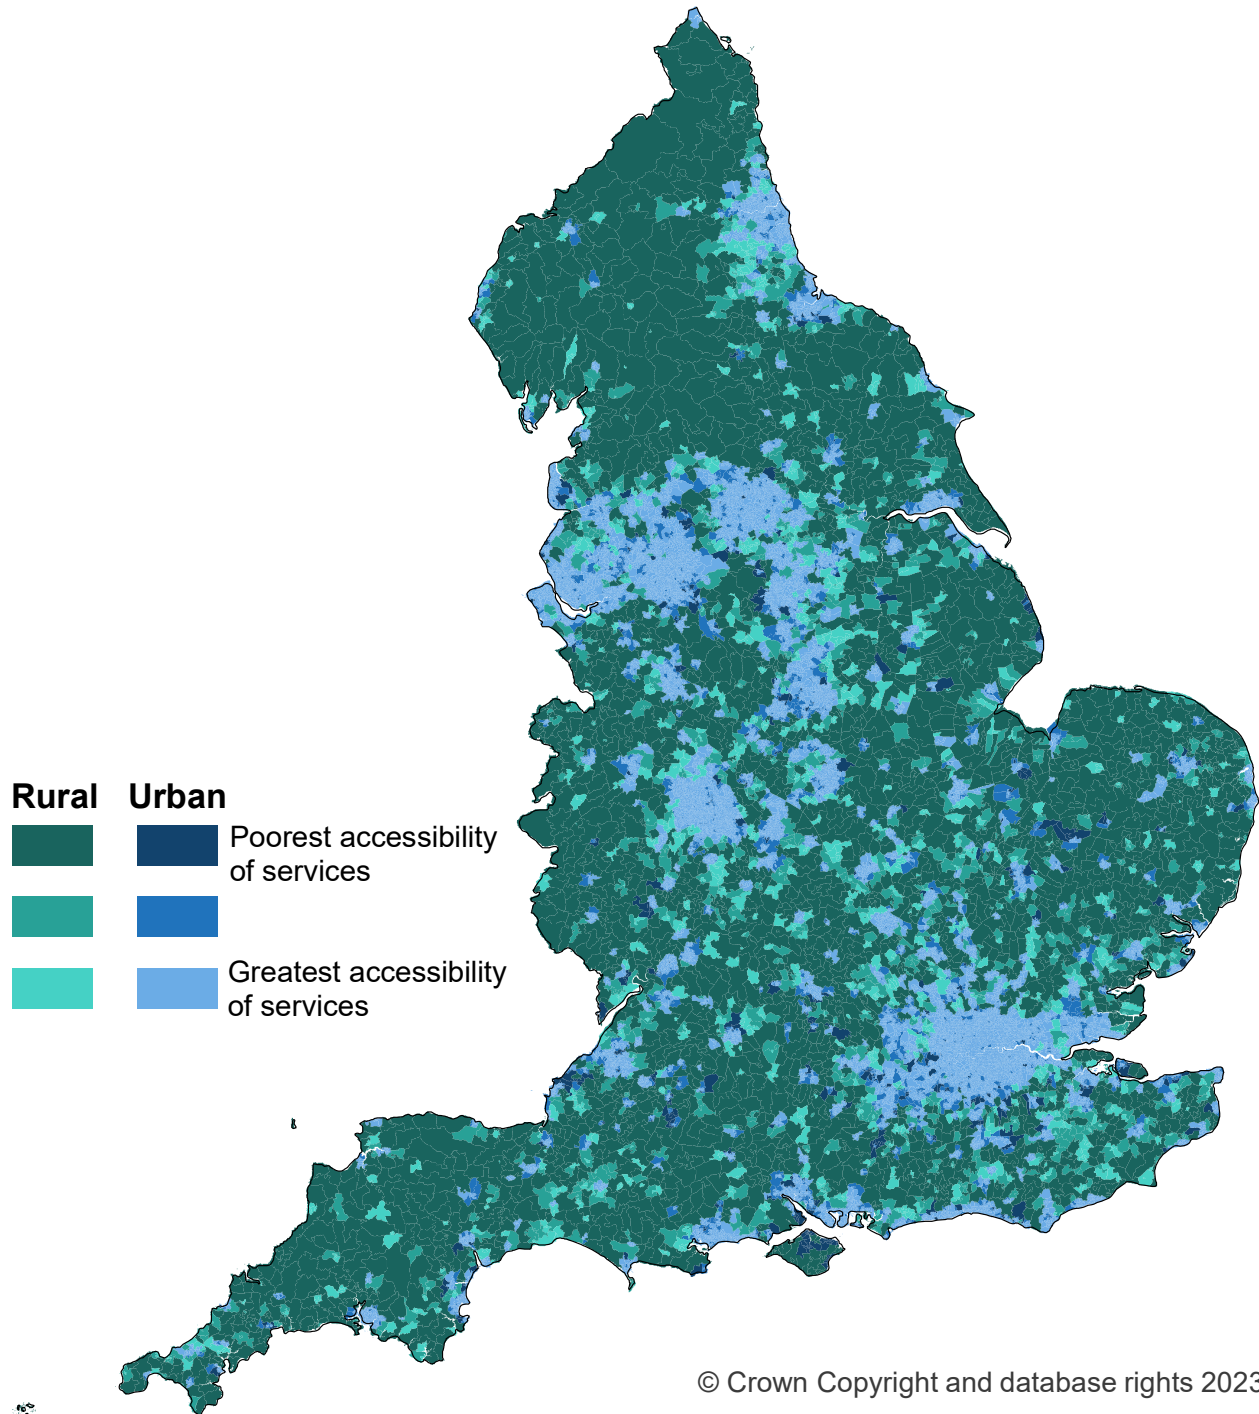 Rural Urban
Poorest accessibility
of services
Greatest accessibility
of services
© Crown Copyright and database rights 2023